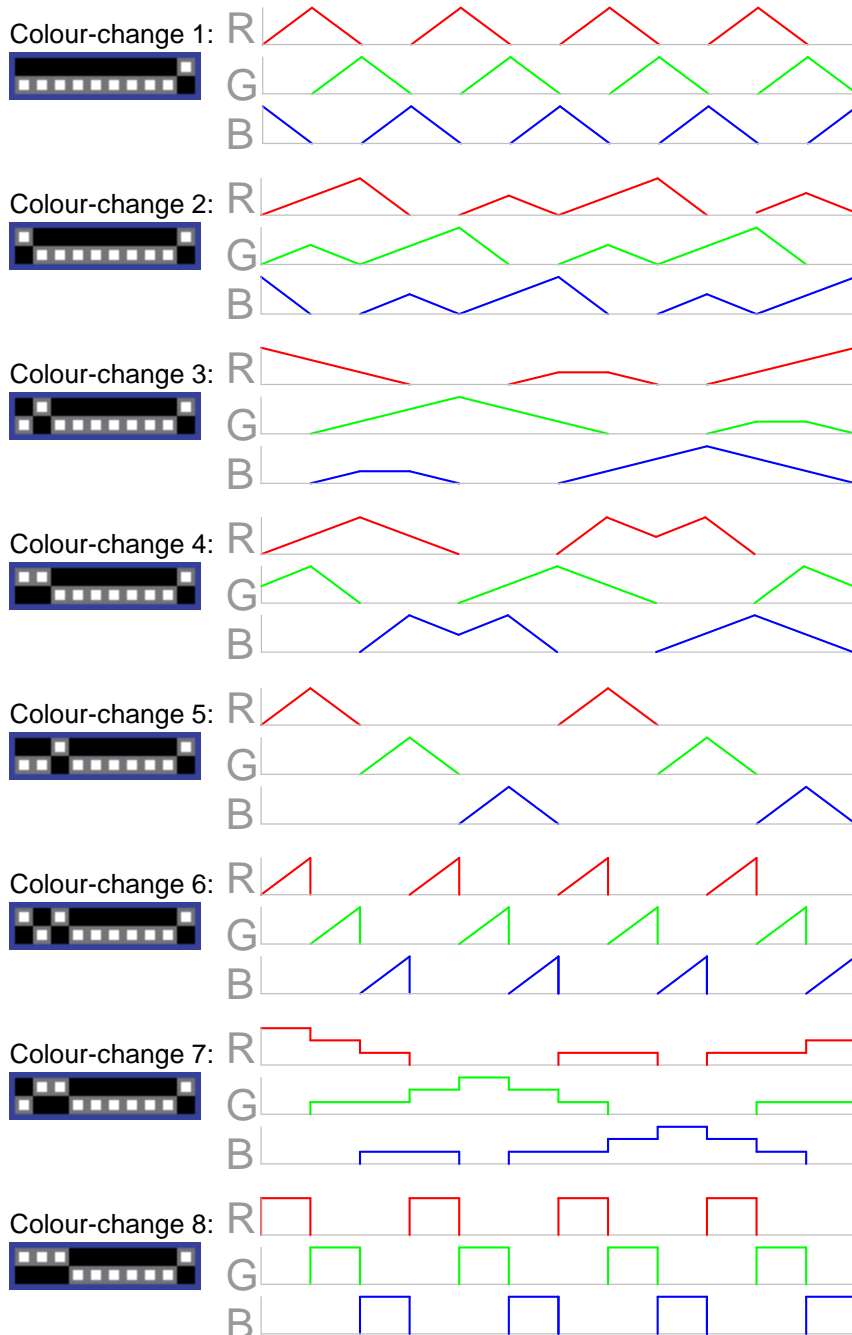 Colour-change 1: R
G
B
Colour-change 2: R
G
B
Colour-change 3: R
G
B
Colour-change 4: R
G
B
Colour-change 5: R
G
B
Colour-change 6: R
G
B
Colour-change 7: R
G
B
Colour-change 8: R
G
B